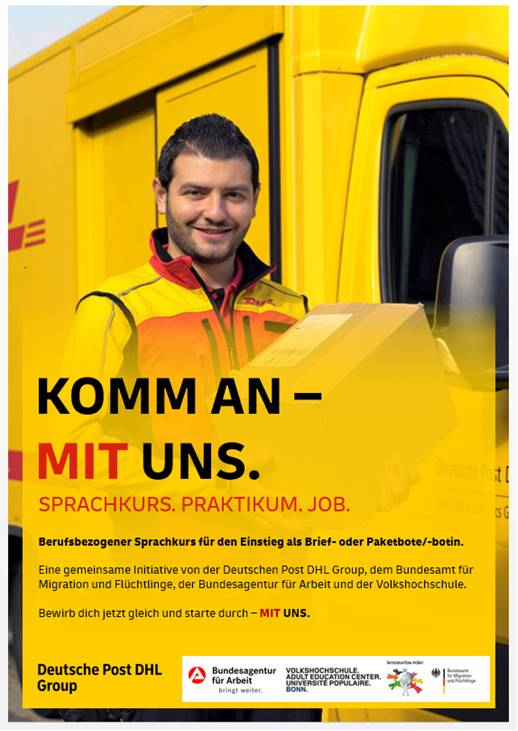 DHL
KOMM AN –
MIT UNS.
SPRACHKURS. PRAKTIKUM. JOB.
Berufsbezogener Sprachkurs für den Einstieg als Brief- oder Paketbote/-botin.
Eine gemeinsame Initiative von der Deutschen Post DHL Group, dem Bundesamt für
Migration und Flüchtlinge, der Bundesagentur für Arbeit und der Volkshochschule.
Bewirb dich jetzt gleich und starte durch – MIT UNS.
Deutsche Post DHL
Group
Bundesagentur
für Arbeit
bringt weiter.
VOLKSHOCHSCHULE.
ADULT EDUCATION CENTER.
UNIVERSITÉ POPULAIRE.
BONN.
INTEGRATION POINT
Bundesamt
für Migration
und Flüchtlinge